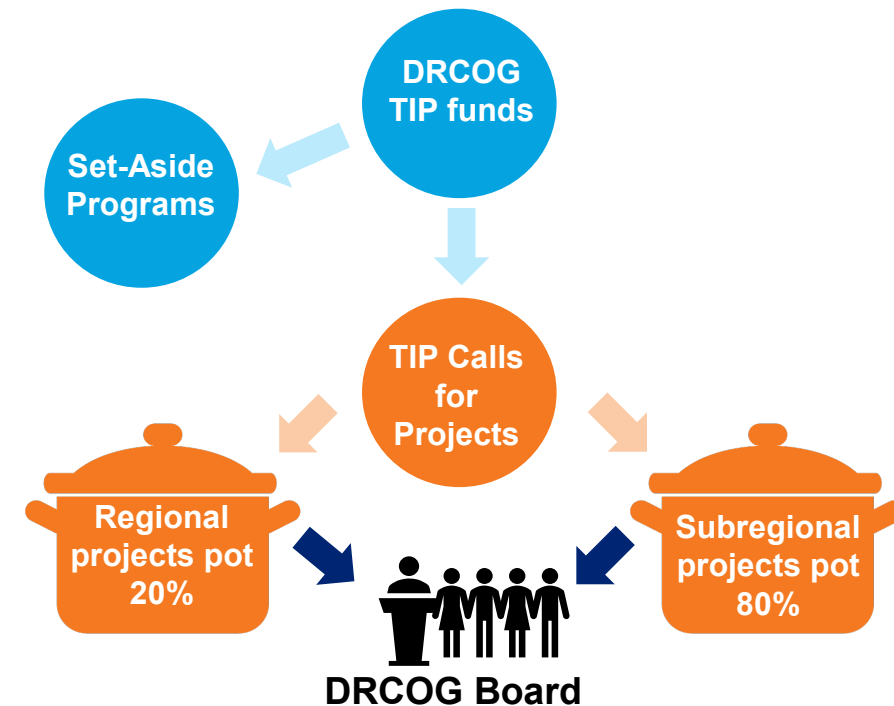 DRCOG
TIP funds
Set-Aside
Programs
TIP Calls
for
Projects
Regional
projects pot
20%
Subregional
projects pot
80%
DRCOG Board